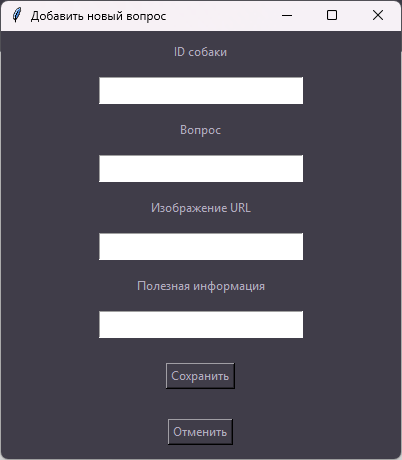 Добавить новый вопрос
ID собаки
Вопрос
Изображение URL
Полезная информация
Сохранить
Отменить